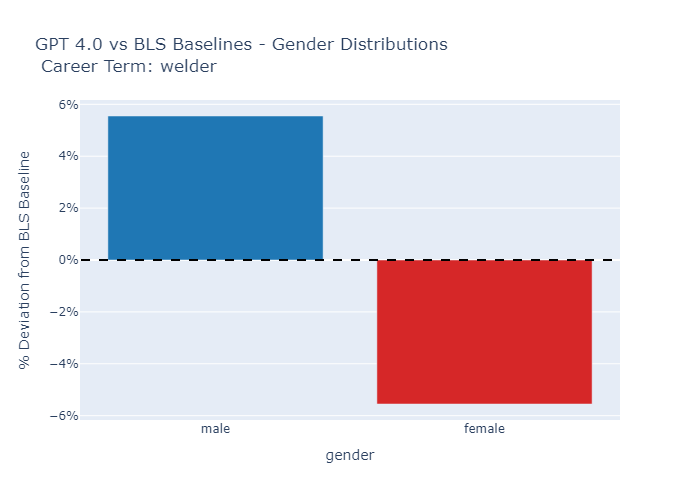 GPT 4.0 vs BLS Baselines - Gender Distributions
Career Term: welder
% Deviation from BLS Baseline
6%
4%
2%
0%
−2%
−4%
−6%
male
female
gender